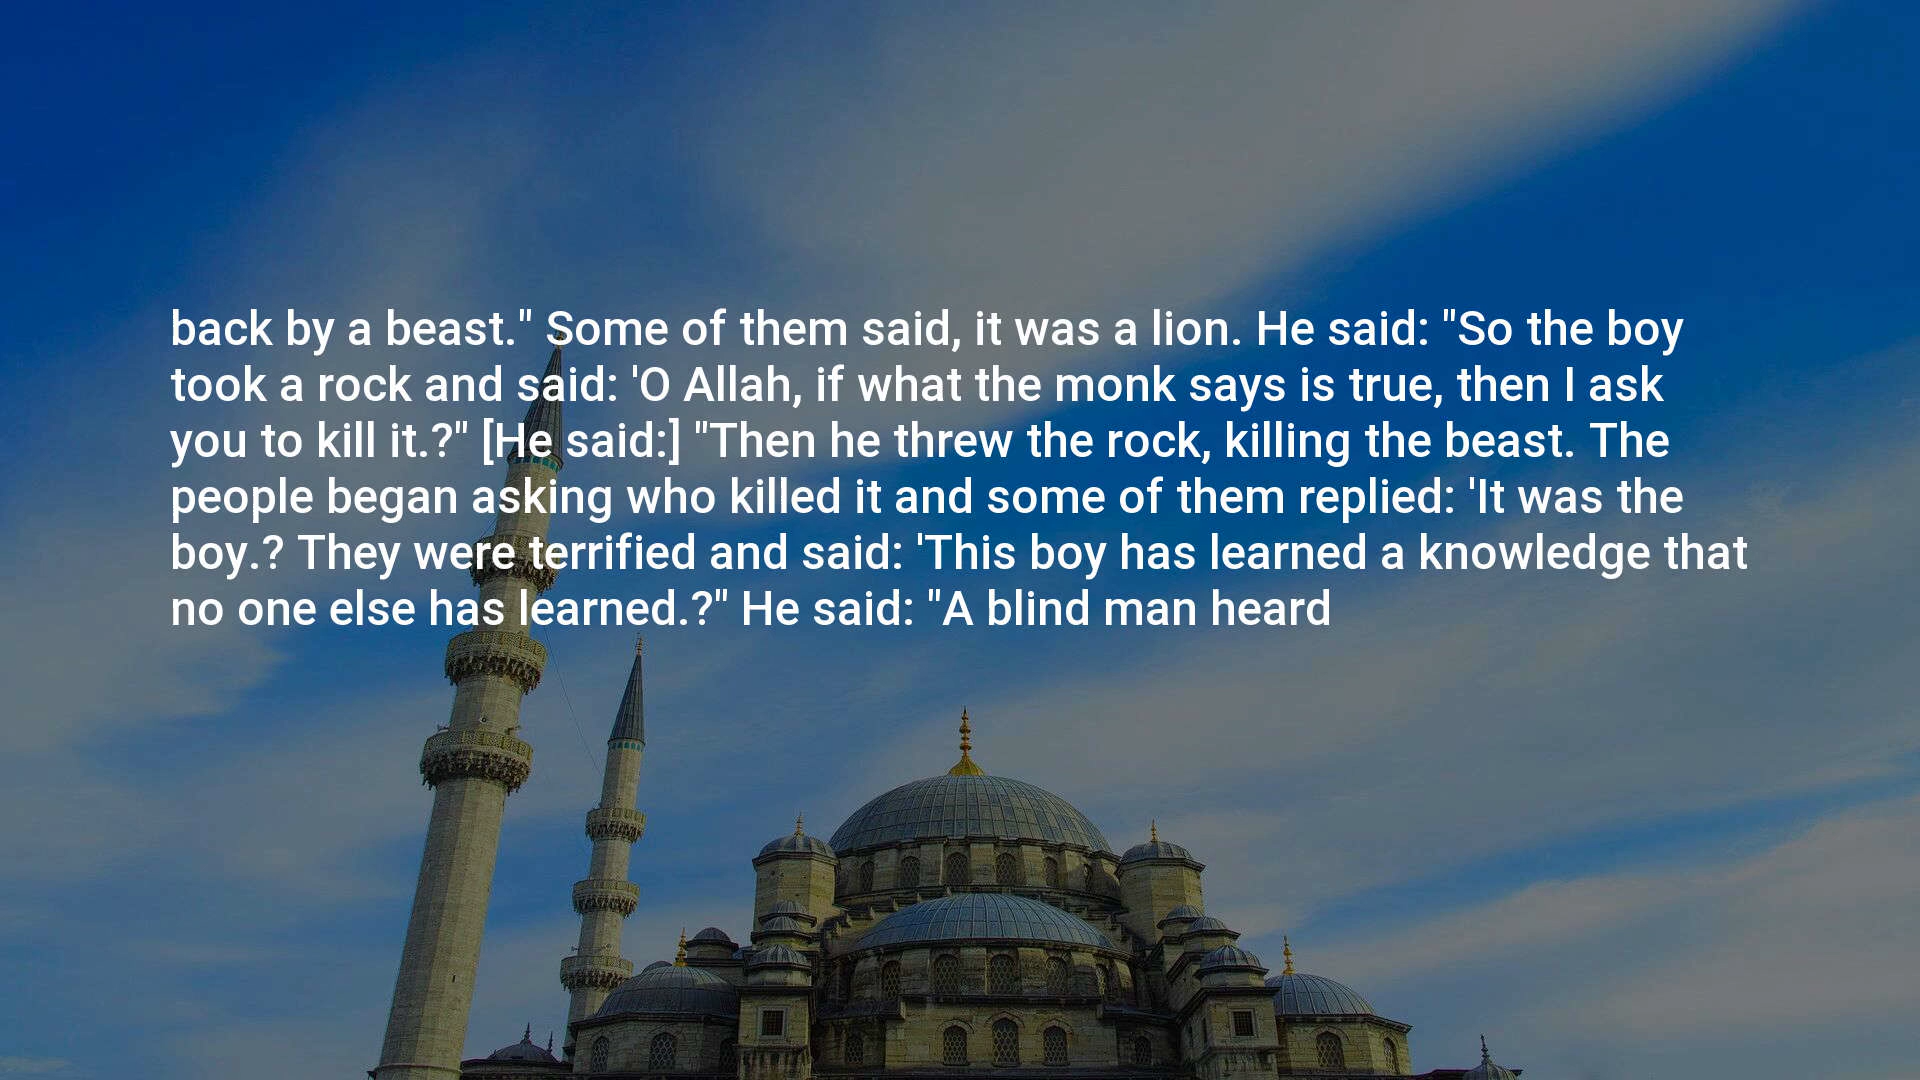 back by a beast." Some of them said, it was a lion. He said: "So the boy
took a rock and said: 'O Allah, if what the monk says is true, then I ask
you to kill it.?" [He said:] "Then he threw the rock, killing the beast. The
people began asking who killed it and some of them replied: 'It was the
boy.? They were terrified and said: 'This boy has learned a knowledge that
no one else has learned.?" He said: "A blind man heard